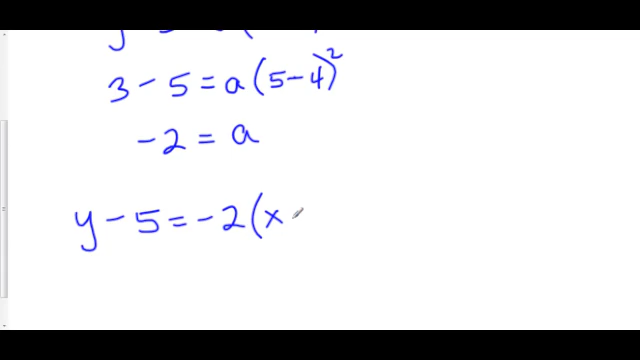 3 - 5 = a(5-4)²
-2 = a
y - 5 = -2(x